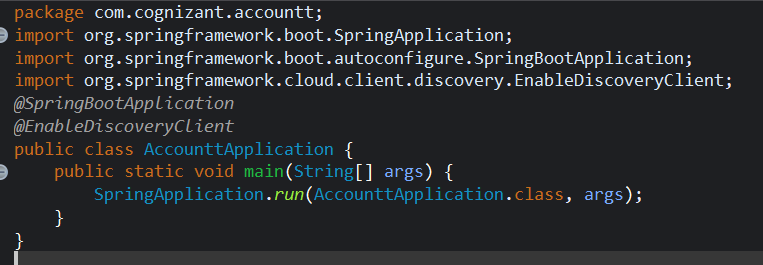 package com.cognizant.accountt;
import org.springframework.boot.SpringApplication;
import org.springframework.boot.autoconfigure.SpringBootApplication;
import org.springframework.cloud.client.discovery.EnableDiscoveryClient;
@SpringBootApplication
@EnableDiscoveryClient
public class AccounttApplication {
    public static void main(String[] args) {
        SpringApplication.run(AccounttApplication.class, args);
    }
}